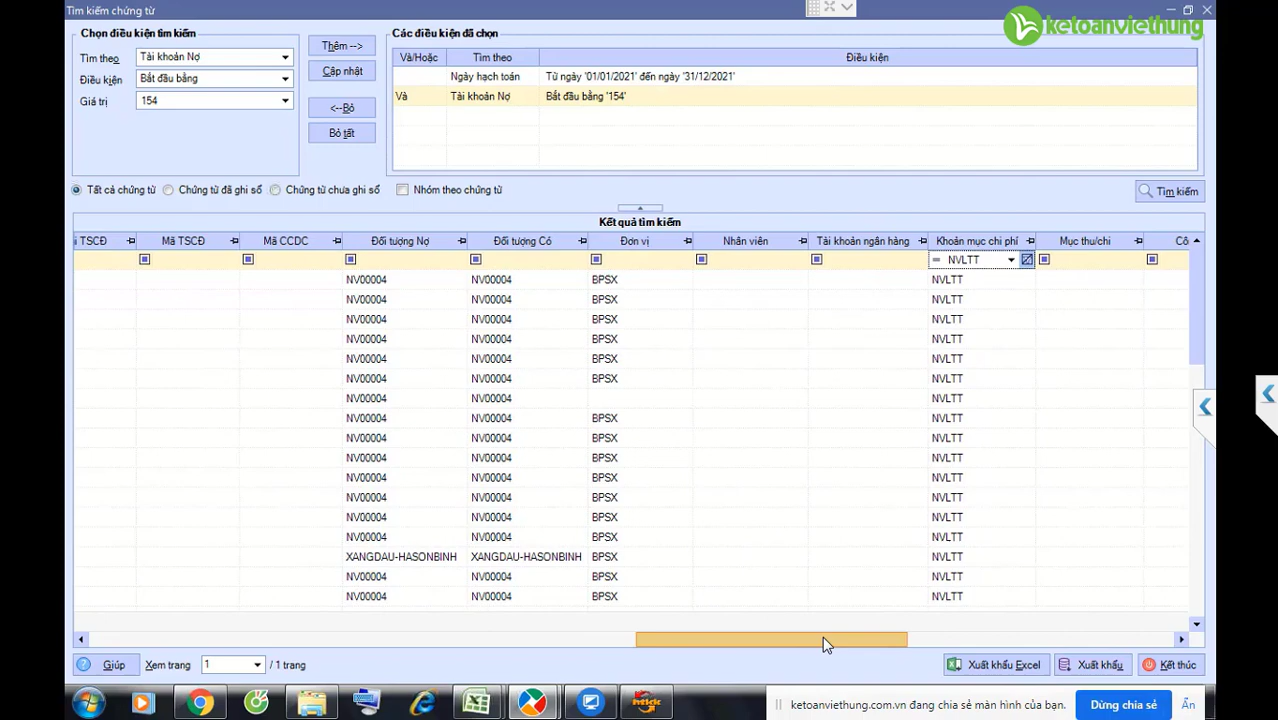 Tìm kiếm chứng từ
ketoanviethung
Chọn điều kiện tìm kiếm
Tìm theo Tài khoản Nợ
Điều kiện Bắt đầu bằng
Giá trị 154
Thêm -->
Cập nhật
<--Bỏ
Bỏ tất
Các điều kiện đã chọn
Và/Hoặc Tìm theo Điều kiện
Ngày hạch toán Từ ngày '01/01/2021' đến ngày '31/12/2021'
Và Tài khoản Nợ Bắt đầu bằng '154'
Tất cả chứng từ Chứng từ đã ghi sổ Chứng từ chưa ghi sổ Nhóm theo chứng từ Tìm kiếm
Kết quả tìm kiếm
i TSCĐ Mã TSCĐ Mã CCDC Đối tượng Nợ Đối tượng Có Đơn vị Nhân viên Tài khoản ngân hàng Khoản mục chi phí Mục thu/chi Cô
= NVLTT
NV00004 NV00004 BPSX NVLTT
NV00004 NV00004 BPSX NVLTT
NV00004 NV00004 BPSX NVLTT
NV00004 NV00004 BPSX NVLTT
NV00004 NV00004 BPSX NVLTT
NV00004 NV00004 BPSX NVLTT
NV00004 NV00004 NVLTT
NV00004 NV00004 BPSX NVLTT
NV00004 NV00004 BPSX NVLTT
NV00004 NV00004 BPSX NVLTT
NV00004 NV00004 BPSX NVLTT
NV00004 NV00004 BPSX NVLTT
NV00004 NV00004 BPSX NVLTT
NV00004 NV00004 BPSX NVLTT
XANGDAU-HASONBINH XANGDAU-HASONBINH BPSX NVLTT
NV00004 NV00004 BPSX NVLTT
NV00004 NV00004 BPSX NVLTT
Giúp Xem trang 1 / 1 trang Xuất khẩu Excel Xuất khẩu Kết thúc
htkk
ketoanviethung.com.vn đang chia sẻ màn hình của bạn. Dừng chia sẻ Ẩn